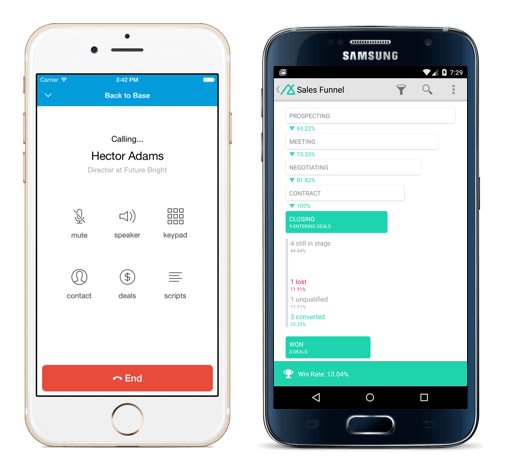 Carrier
3:42 PM
Back to Base
Calling...
Hector Adams
Director at Future Bright
mute
speaker
keypad
contact
deals
scripts
End
SAMSUNG
7:29
Sales Funnel
PROSPECTING
65.22%
MEETING
73.33%
NEGOTIATING
81.82%
CONTRACT
100%
CLOSING
9 ENTERING DEALS
4 still in stage
44.44%
1 lost
11.11%
1 unqualified
11.11%
3 converted
33.33%
WON
3 DEALS
Win Rate: 13.04%